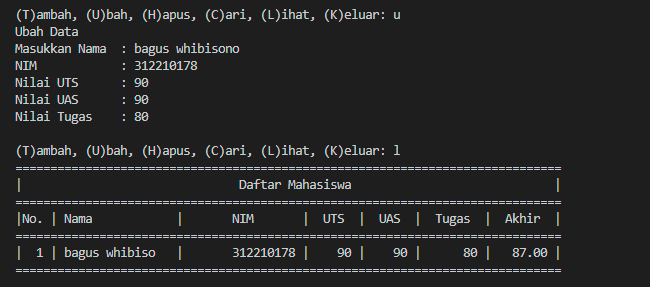 (T)ambah, (U)bah, (H)apus, (C)ari, (L)ihat, (K)eluar: u
Ubah Data
Masukkan Nama  : bagus whibisono
NIM            : 312210178
Nilai UTS      : 90
Nilai UAS      : 90
Nilai Tugas    : 80
(T)ambah, (U)bah, (H)apus, (C)ari, (L)ihat, (K)eluar: l
==============================================================================
|                               Daftar Mahasiswa                             |
==============================================================================
|No. | Nama            |       NIM       |  UTS  |  UAS  |   Tugas  |  Akhir  |
==============================================================================
|  1 | bagus whibiso   |       312210178 |    90 |    90 |       80 |   87.00 |
==============================================================================